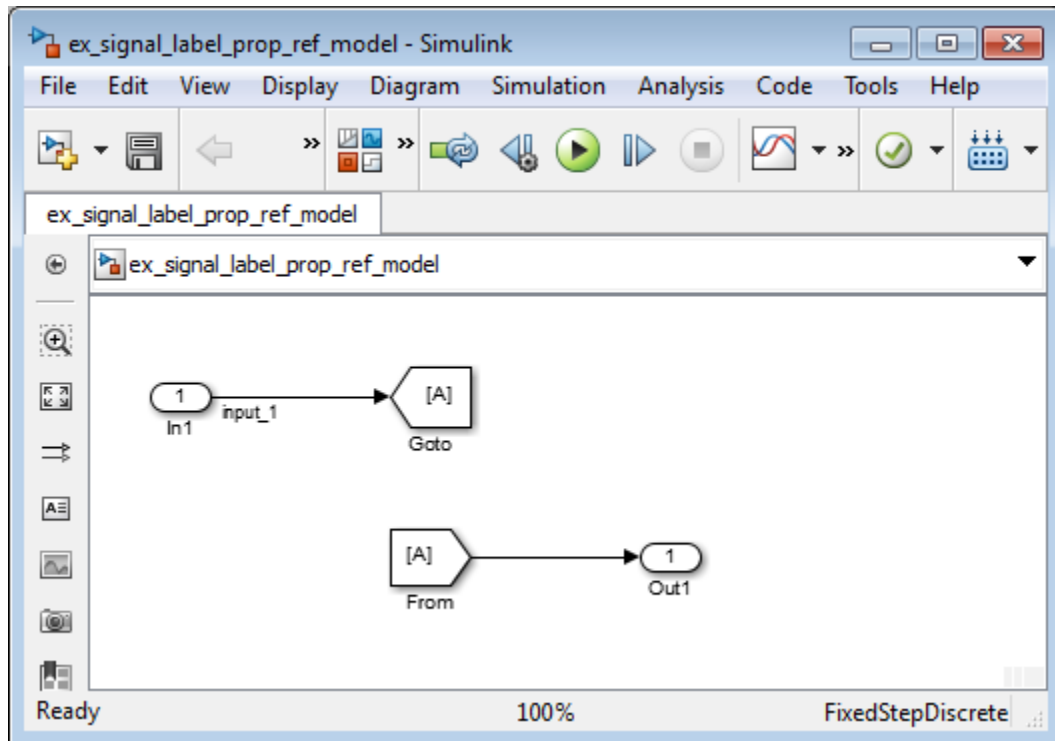 ex_signal_label_prop_ref_model - Simulink
File Edit View Display Diagram Simulation Analysis Code Tools Help
ex_signal_label_prop_ref_model
ex_signal_label_prop_ref_model
1
In1
input_1
[A]
Goto
[A]
From
1
Out1
Ready 100% FixedStepDiscrete